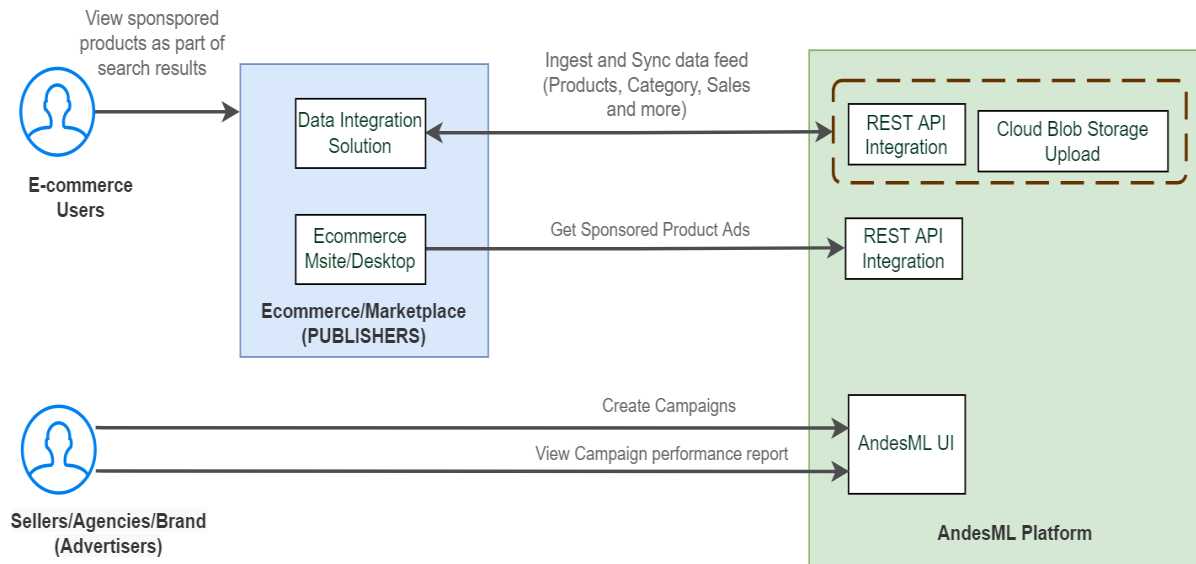 View sponspored
products as part of
search results
E-commerce
Users
Data Integration
Solution
Ecommerce
Msite/Desktop
Ecommerce/Marketplace
(PUBLISHERS)
Ingest and Sync data feed
(Products, Category, Sales
and more)
Get Sponsored Product Ads
REST API
Integration
Cloud Blob Storage
Upload
REST API
Integration
Create Campaigns
View Campaign performance report
AndesML UI
Sellers/Agencies/Brand
(Advertisers)
AndesML Platform